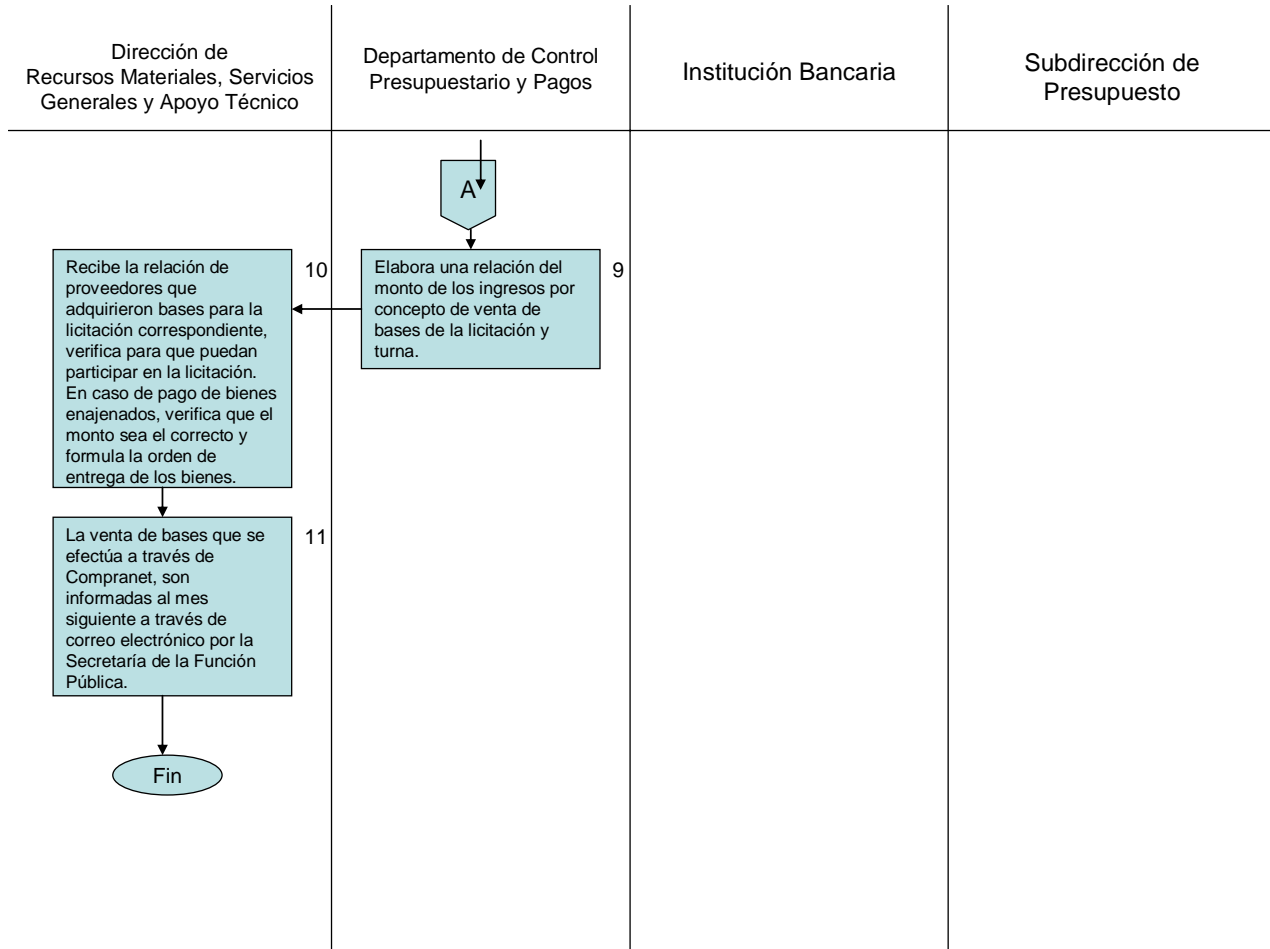 Dirección de
Recursos Materiales, Servicios
Generales y Apoyo Técnico
Departamento de Control
Presupuestario y Pagos
Institución Bancaria
Subdirección de
Presupuesto
A
Elabora una relación del
monto de los ingresos por
concepto de venta de
bases de la licitación y
turna.
9
Recibe la relación de
proveedores que
adquirieron bases para la
licitación correspondiente,
verifica para que puedan
participar en la licitación.
En caso de pago de bienes
enajenados, verifica que el
monto sea el correcto y
formula la orden de
entrega de los bienes.
10
La venta de bases que se
efectúa a través de
Compranet, son
informadas al mes
siguiente a través de
correo electrónico por la
Secretaría de la Función
Pública.
11
Fin